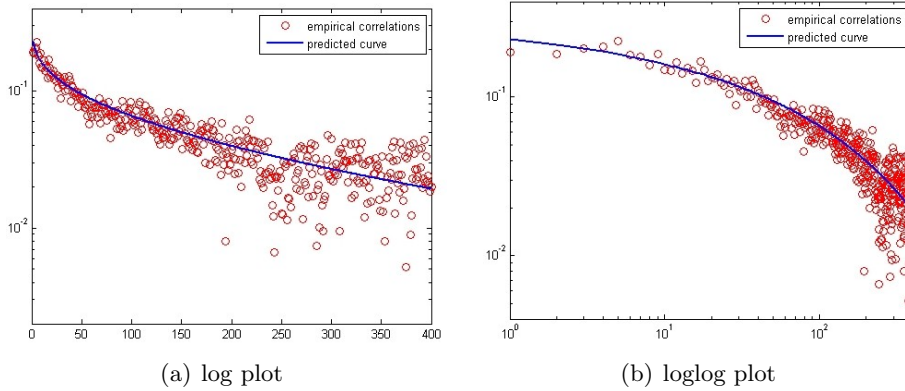 empirical correlations
predicted curve
10^-1
10^-2
0 50 100 150 200 250 300 350 400
(a) log plot
empirical correlations
predicted curve
10^-1
10^-2
10^0 10^1 10^2
(b) loglog plot